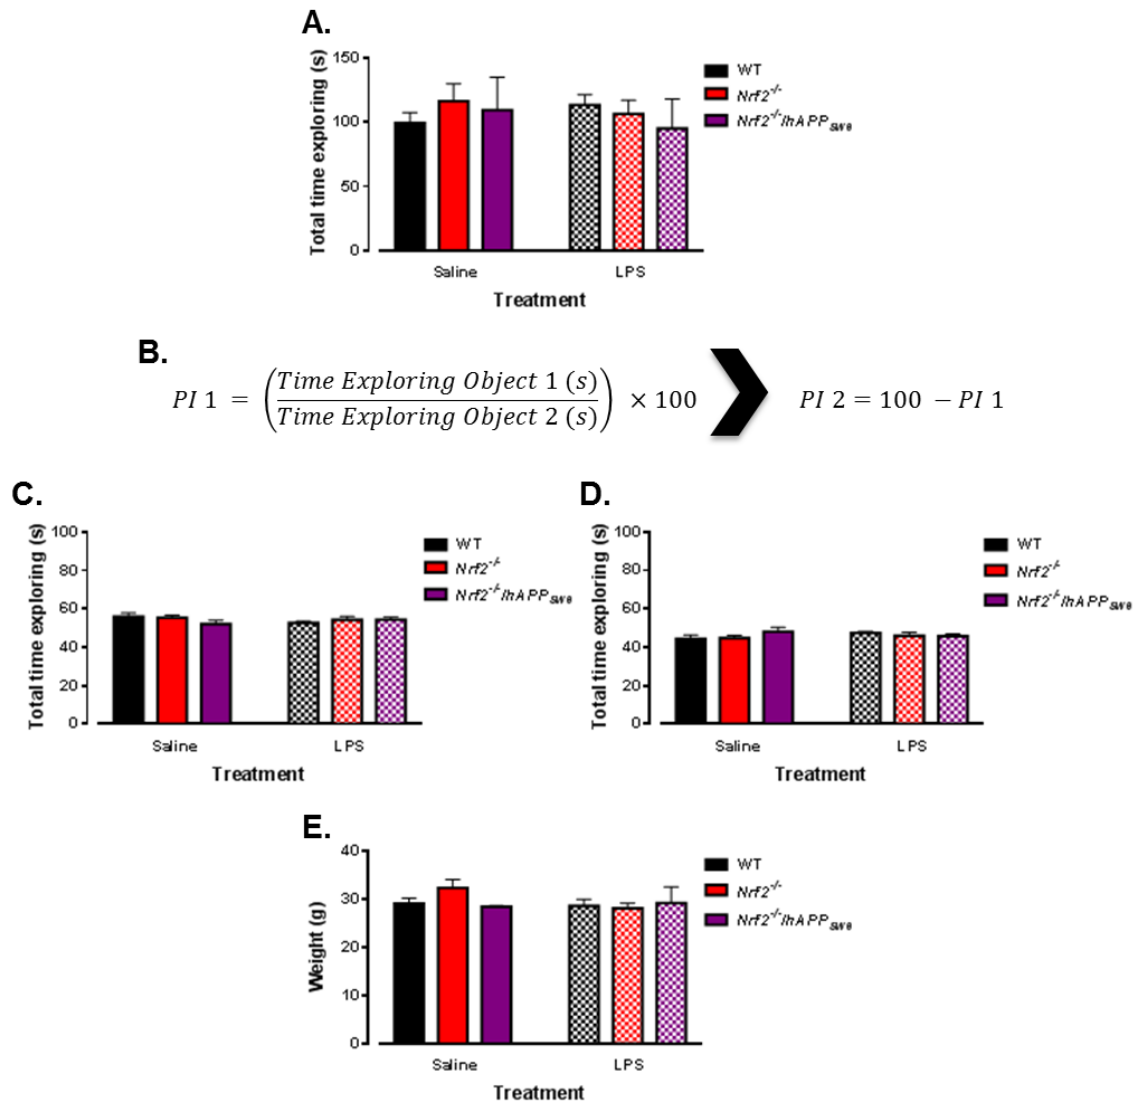 A.
Total time exploring (s)
150
100
50
0
Saline
LPS
Treatment
WT
Nrf2-/-
Nrf2-/-/hAPPswe
B.
PI 1 = (Time Exploring Object 1 (s) / Time Exploring Object 2 (s)) × 100
PI 2 = 100 − PI 1
C.
Total time exploring (s)
100
80
60
40
20
0
Saline
LPS
Treatment
WT
Nrf2-/-
Nrf2-/-/hAPPswe
D.
Total time exploring (s)
100
80
60
40
20
0
Saline
LPS
Treatment
WT
Nrf2-/-
Nrf2-/-/hAPPswe
E.
Weight (g)
40
30
20
10
0
Saline
LPS
Treatment
WT
Nrf2-/-
Nrf2-/-/hAPPswe